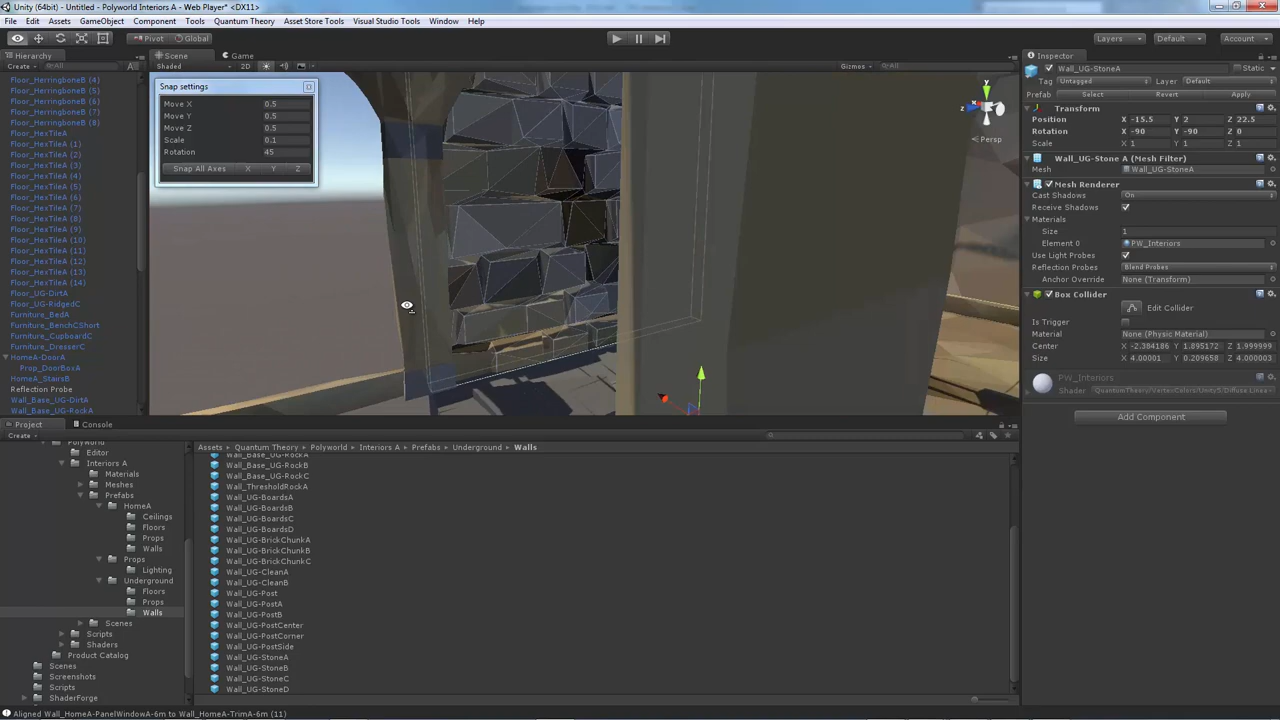 Unity (64bit) - Untitled - Polyworld Interiors A - Web Player* <DX11>
File Edit Assets GameObject Component Tools Quantum Theory Asset Store Tools Visual Studio Tools Window Help
Pivot Global Layers Default Account
Hierarchy Scene Game Inspector
Create All Shaded 2D Gizmos All
Wall_UG-StoneA Static
Tag Untagged Layer Default
Prefab Select Revert Apply
Transform
Position X -15.5 Y 2 Z 22.5
Rotation X -90 Y -90 Z 0
Scale X 1 Y 1 Z 1
Wall_UG-Stone A (Mesh Filter)
Mesh Wall_UG-StoneA
Mesh Renderer
Cast Shadows On
Receive Shadows
Materials
Size 1
Element 0 PW_Interiors
Use Light Probes
Reflection Probes Blend Probes
Anchor Override None (Transform)
Box Collider
Edit Collider
Is Trigger
Material None (Physic Material)
Center X -2.384186 Y 1.895172 Z 1.999999
Size X 4.00001 Y 0.209658 Z 4.000003
PW_Interiors
Shader
Add Component
Snap settings
Move X 0.5
Move Y 0.5
Move Z 0.5
Scale 0.1
Rotation 45
Snap All Axes X Y Z
y
z x
Persp
Floor_HerringboneB (4)
Floor_HerringboneB (5)
Floor_HerringboneB (6)
Floor_HerringboneB (7)
Floor_HerringboneB (8)
Floor_HexTileA
Floor_HexTileA (1)
Floor_HexTileA (2)
Floor_HexTileA (3)
Floor_HexTileA (4)
Floor_HexTileA (5)
Floor_HexTileA (6)
Floor_HexTileA (7)
Floor_HexTileA (8)
Floor_HexTileA (9)
Floor_HexTileA (10)
Floor_HexTileA (11)
Floor_HexTileA (12)
Floor_HexTileA (13)
Floor_HexTileA (14)
Floor_UG-DirtA
Floor_UG-RidgedC
Furniture_BedA
Furniture_BenchCShort
Furniture_CupboardC
Furniture_DresserC
HomeA-DoorA
Prop_DoorBoxA
HomeA_StairsB
Reflection Probe
Wall_Base_UG-DirtA
Wall_Base_UG-RockA
Project Console
Create
Polyworld
Editor
Interiors A
Materials
Meshes
Prefabs
HomeA
Ceilings
Floors
Props
Walls
Props
Lighting
Underground
Floors
Props
Walls
Scenes
Scripts
Shaders
Product Catalog
Scenes
Screenshots
Scripts
ShaderForge
Assets Quantum Theory Polyworld Interiors A Prefabs Underground Walls
Wall_Base_UG-RockA
Wall_Base_UG-RockB
Wall_Base_UG-RockC
Wall_ThresholdRockA
Wall_UG-BoardsA
Wall_UG-BoardsB
Wall_UG-BoardsC
Wall_UG-BoardsD
Wall_UG-BrickChunkA
Wall_UG-BrickChunkB
Wall_UG-BrickChunkC
Wall_UG-CleanA
Wall_UG-CleanB
Wall_UG-Post
Wall_UG-PostA
Wall_UG-PostB
Wall_UG-PostCenter
Wall_UG-PostCorner
Wall_UG-PostSide
Wall_UG-StoneA
Wall_UG-StoneB
Wall_UG-StoneC
Wall_UG-StoneD
Aligned Wall_HomeA-PanelWindowA-6m to Wall_HomeA-TrimA-6m (11)